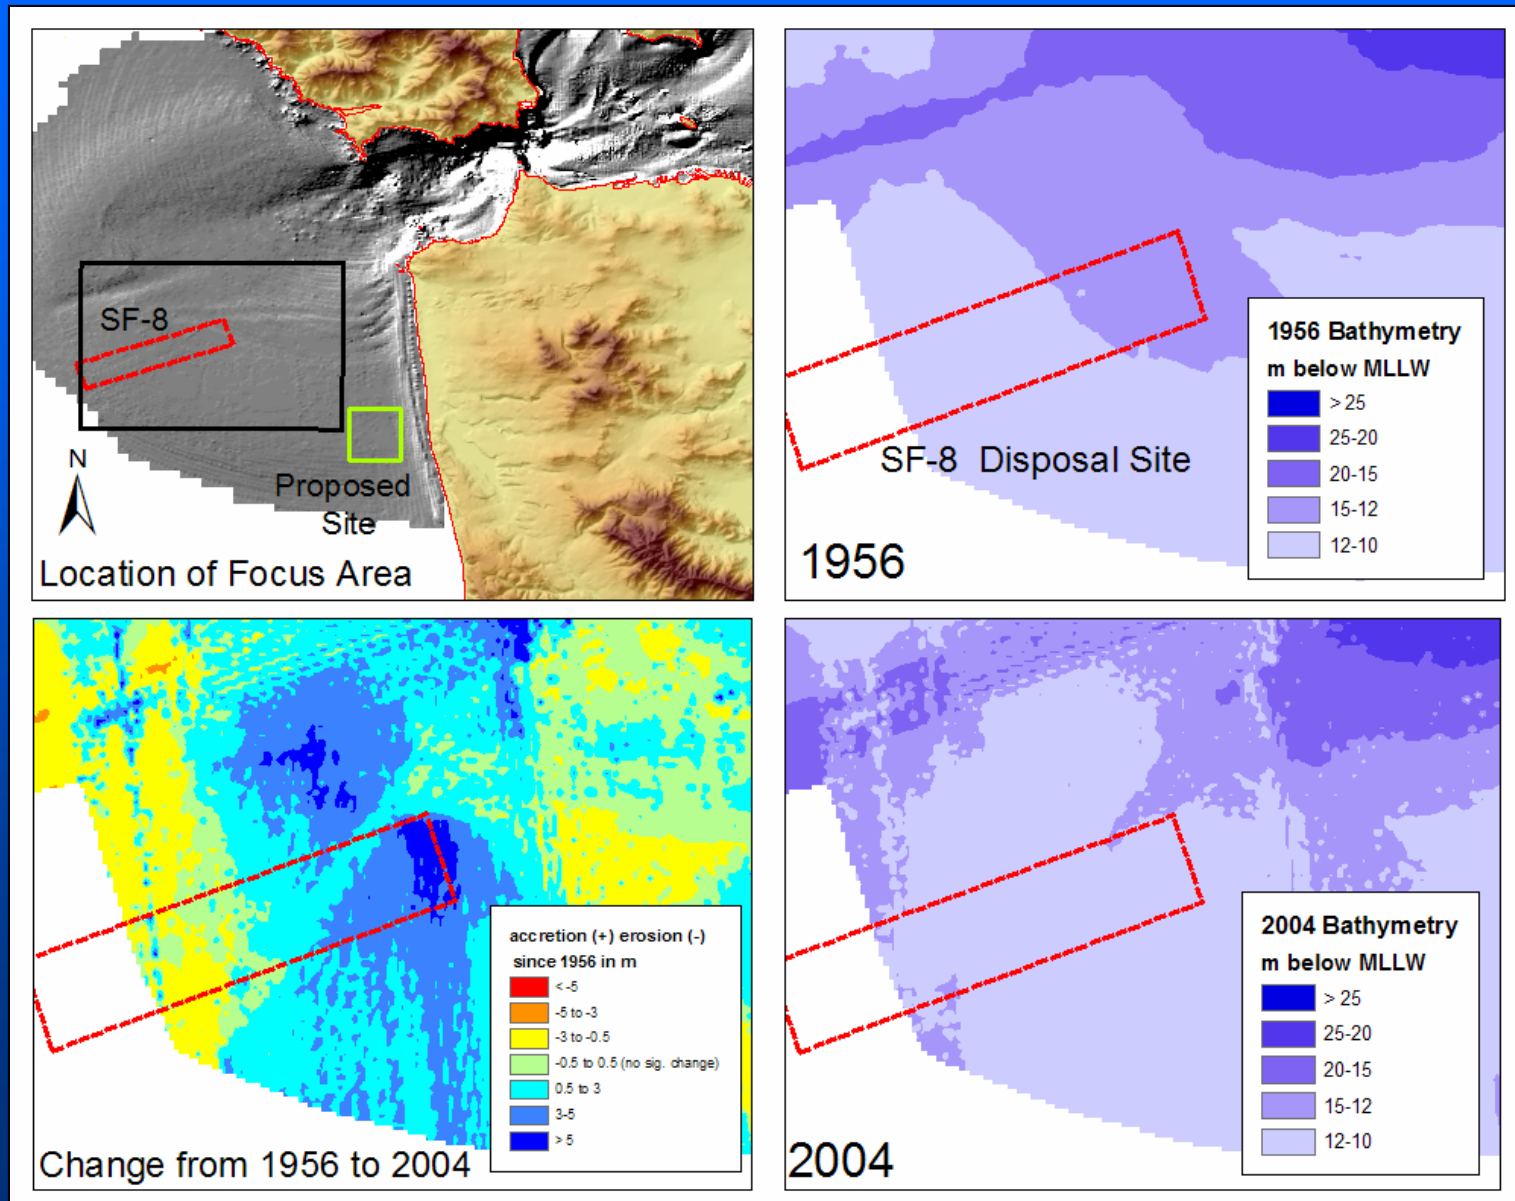 SF-8
N
Proposed
Site
Location of Focus Area
1956 Bathymetry
m below MLLW
> 25
25-20
20-15
15-12
12-10
SF-8 Disposal Site
1956
accretion (+) erosion (-)
since 1956 in m
< -5
-5 to -3
-3 to -0.5
-0.5 to 0.5 (no sig. change)
0.5 to 3
3-5
> 5
Change from 1956 to 2004
2004 Bathymetry
m below MLLW
> 25
25-20
20-15
15-12
12-10
2004